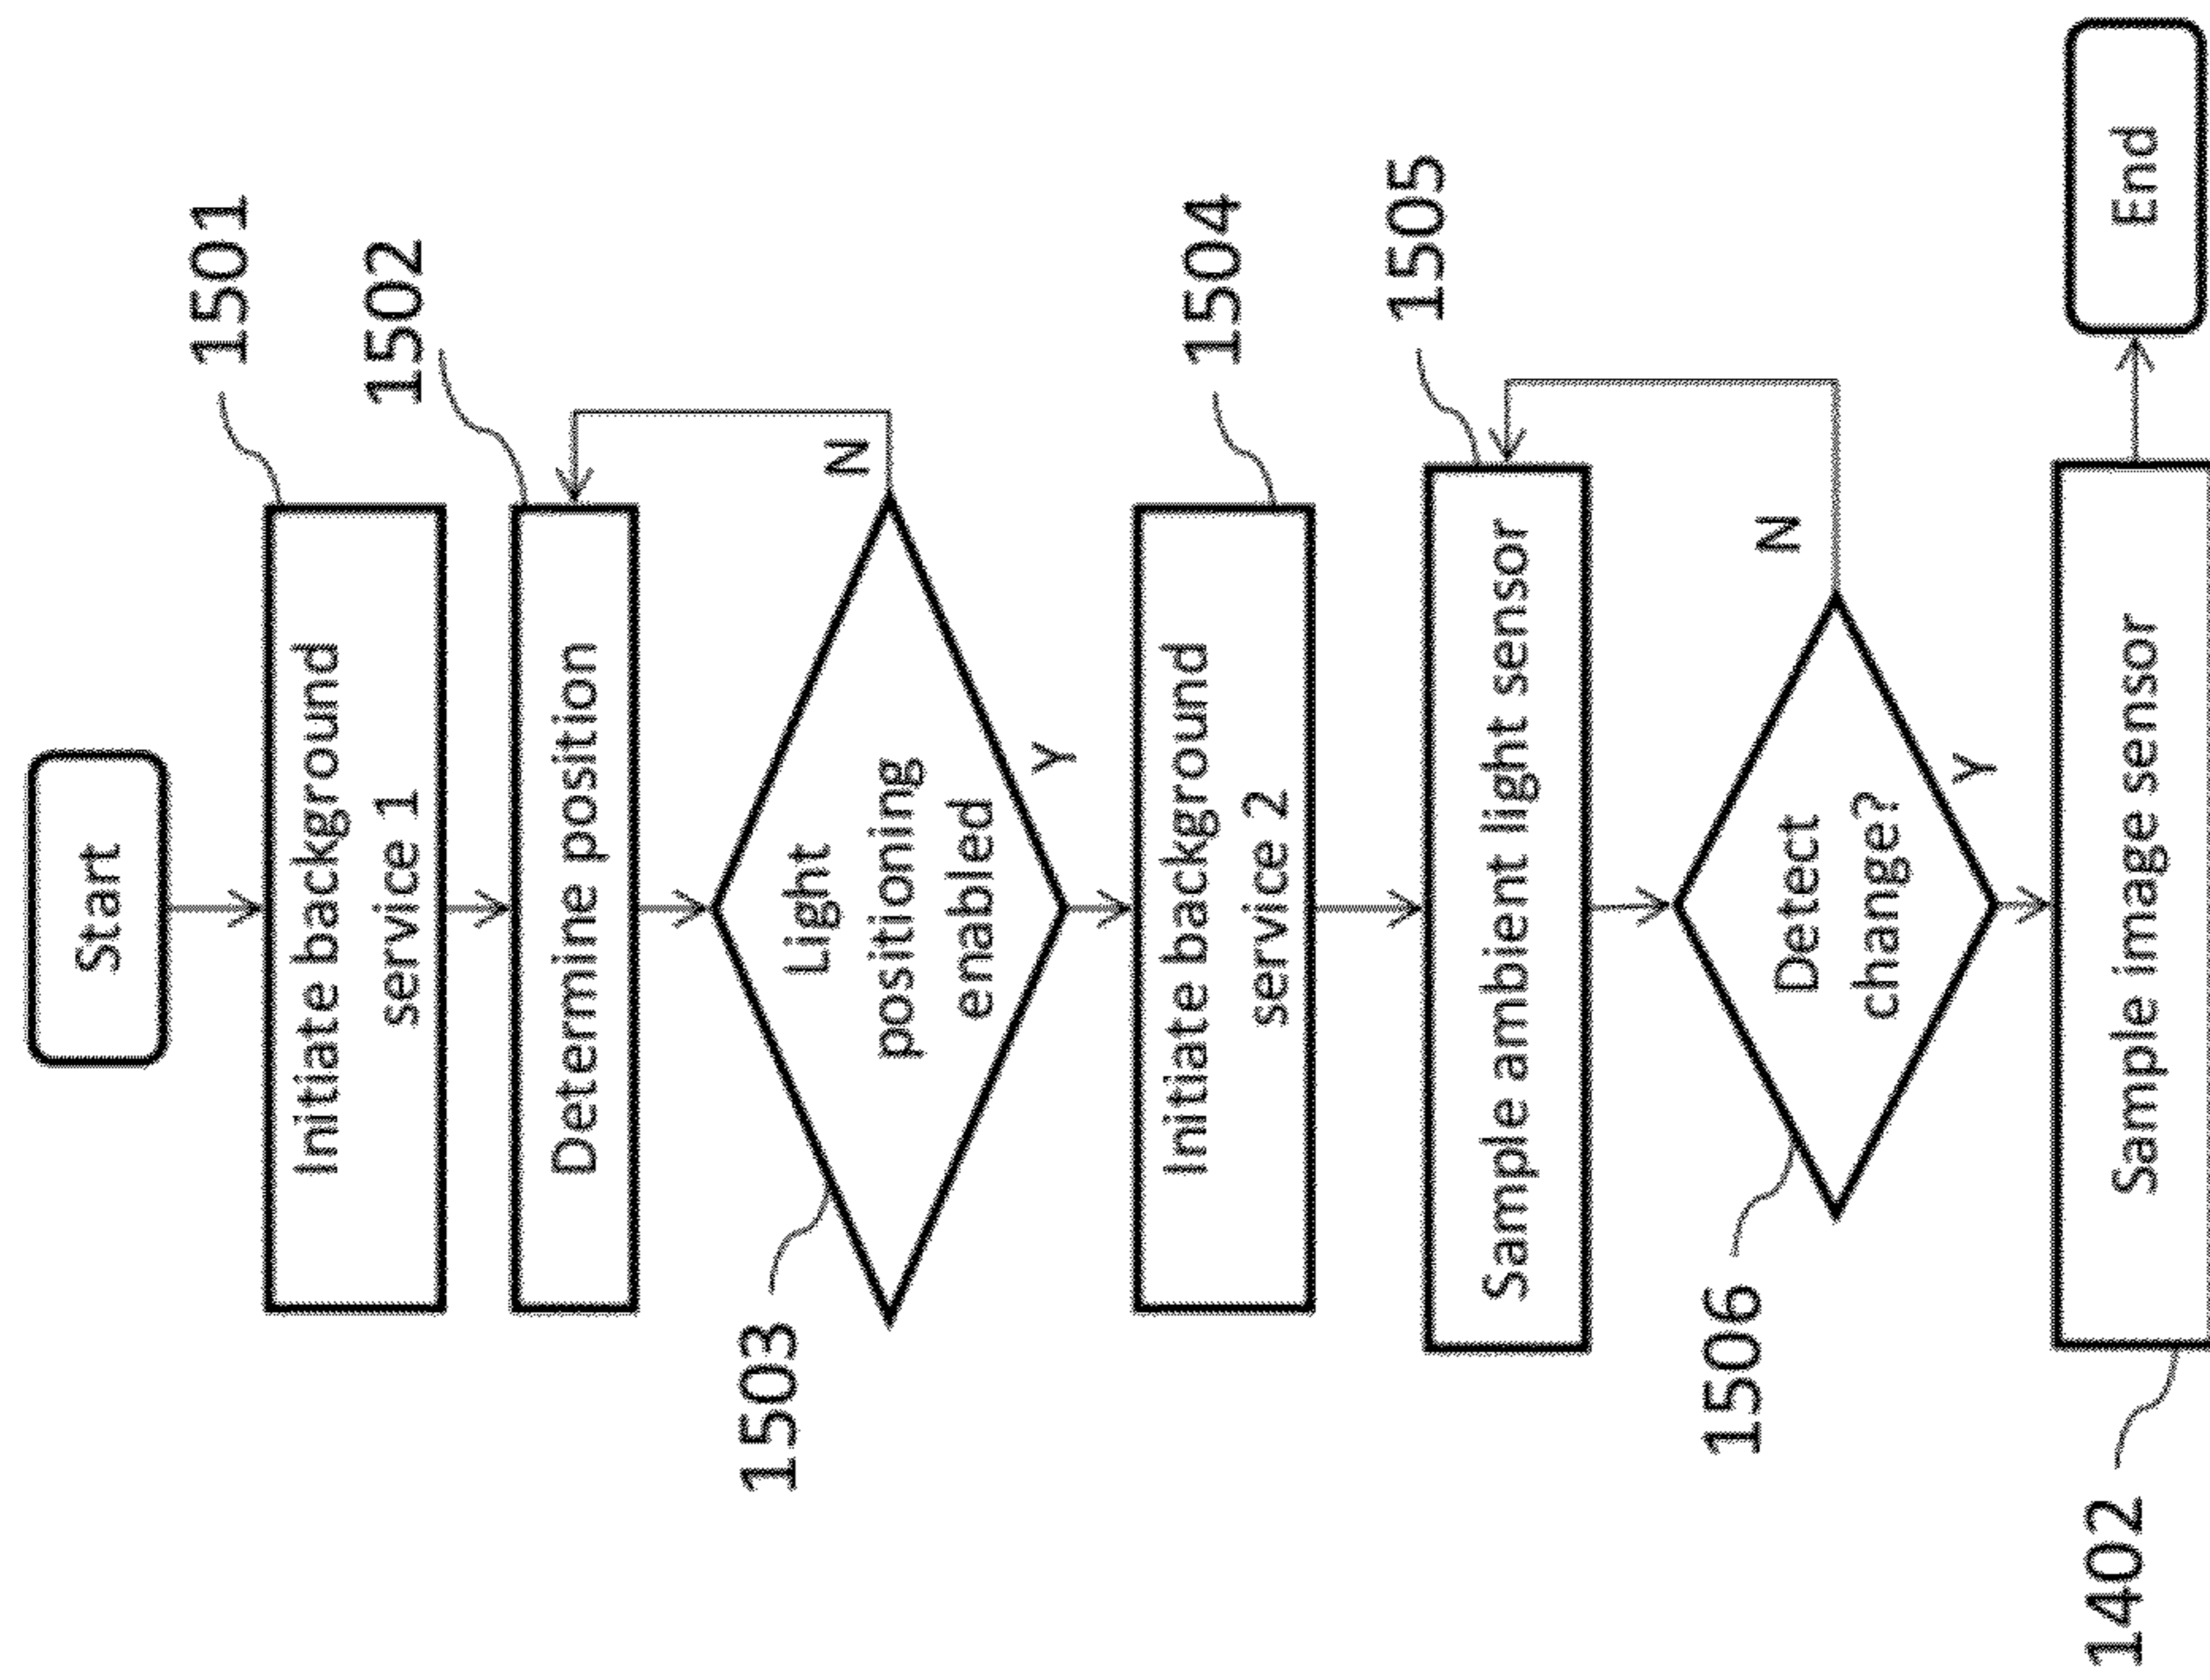 Start
1501
Initiate background
service 1
1502
Determine position
1503
Light
positioning
enabled
N
Y
1504
Initiate background
service 2
1505
Sample ambient light sensor
1506
Detect
change?
N
Y
1402
Sample image sensor
End